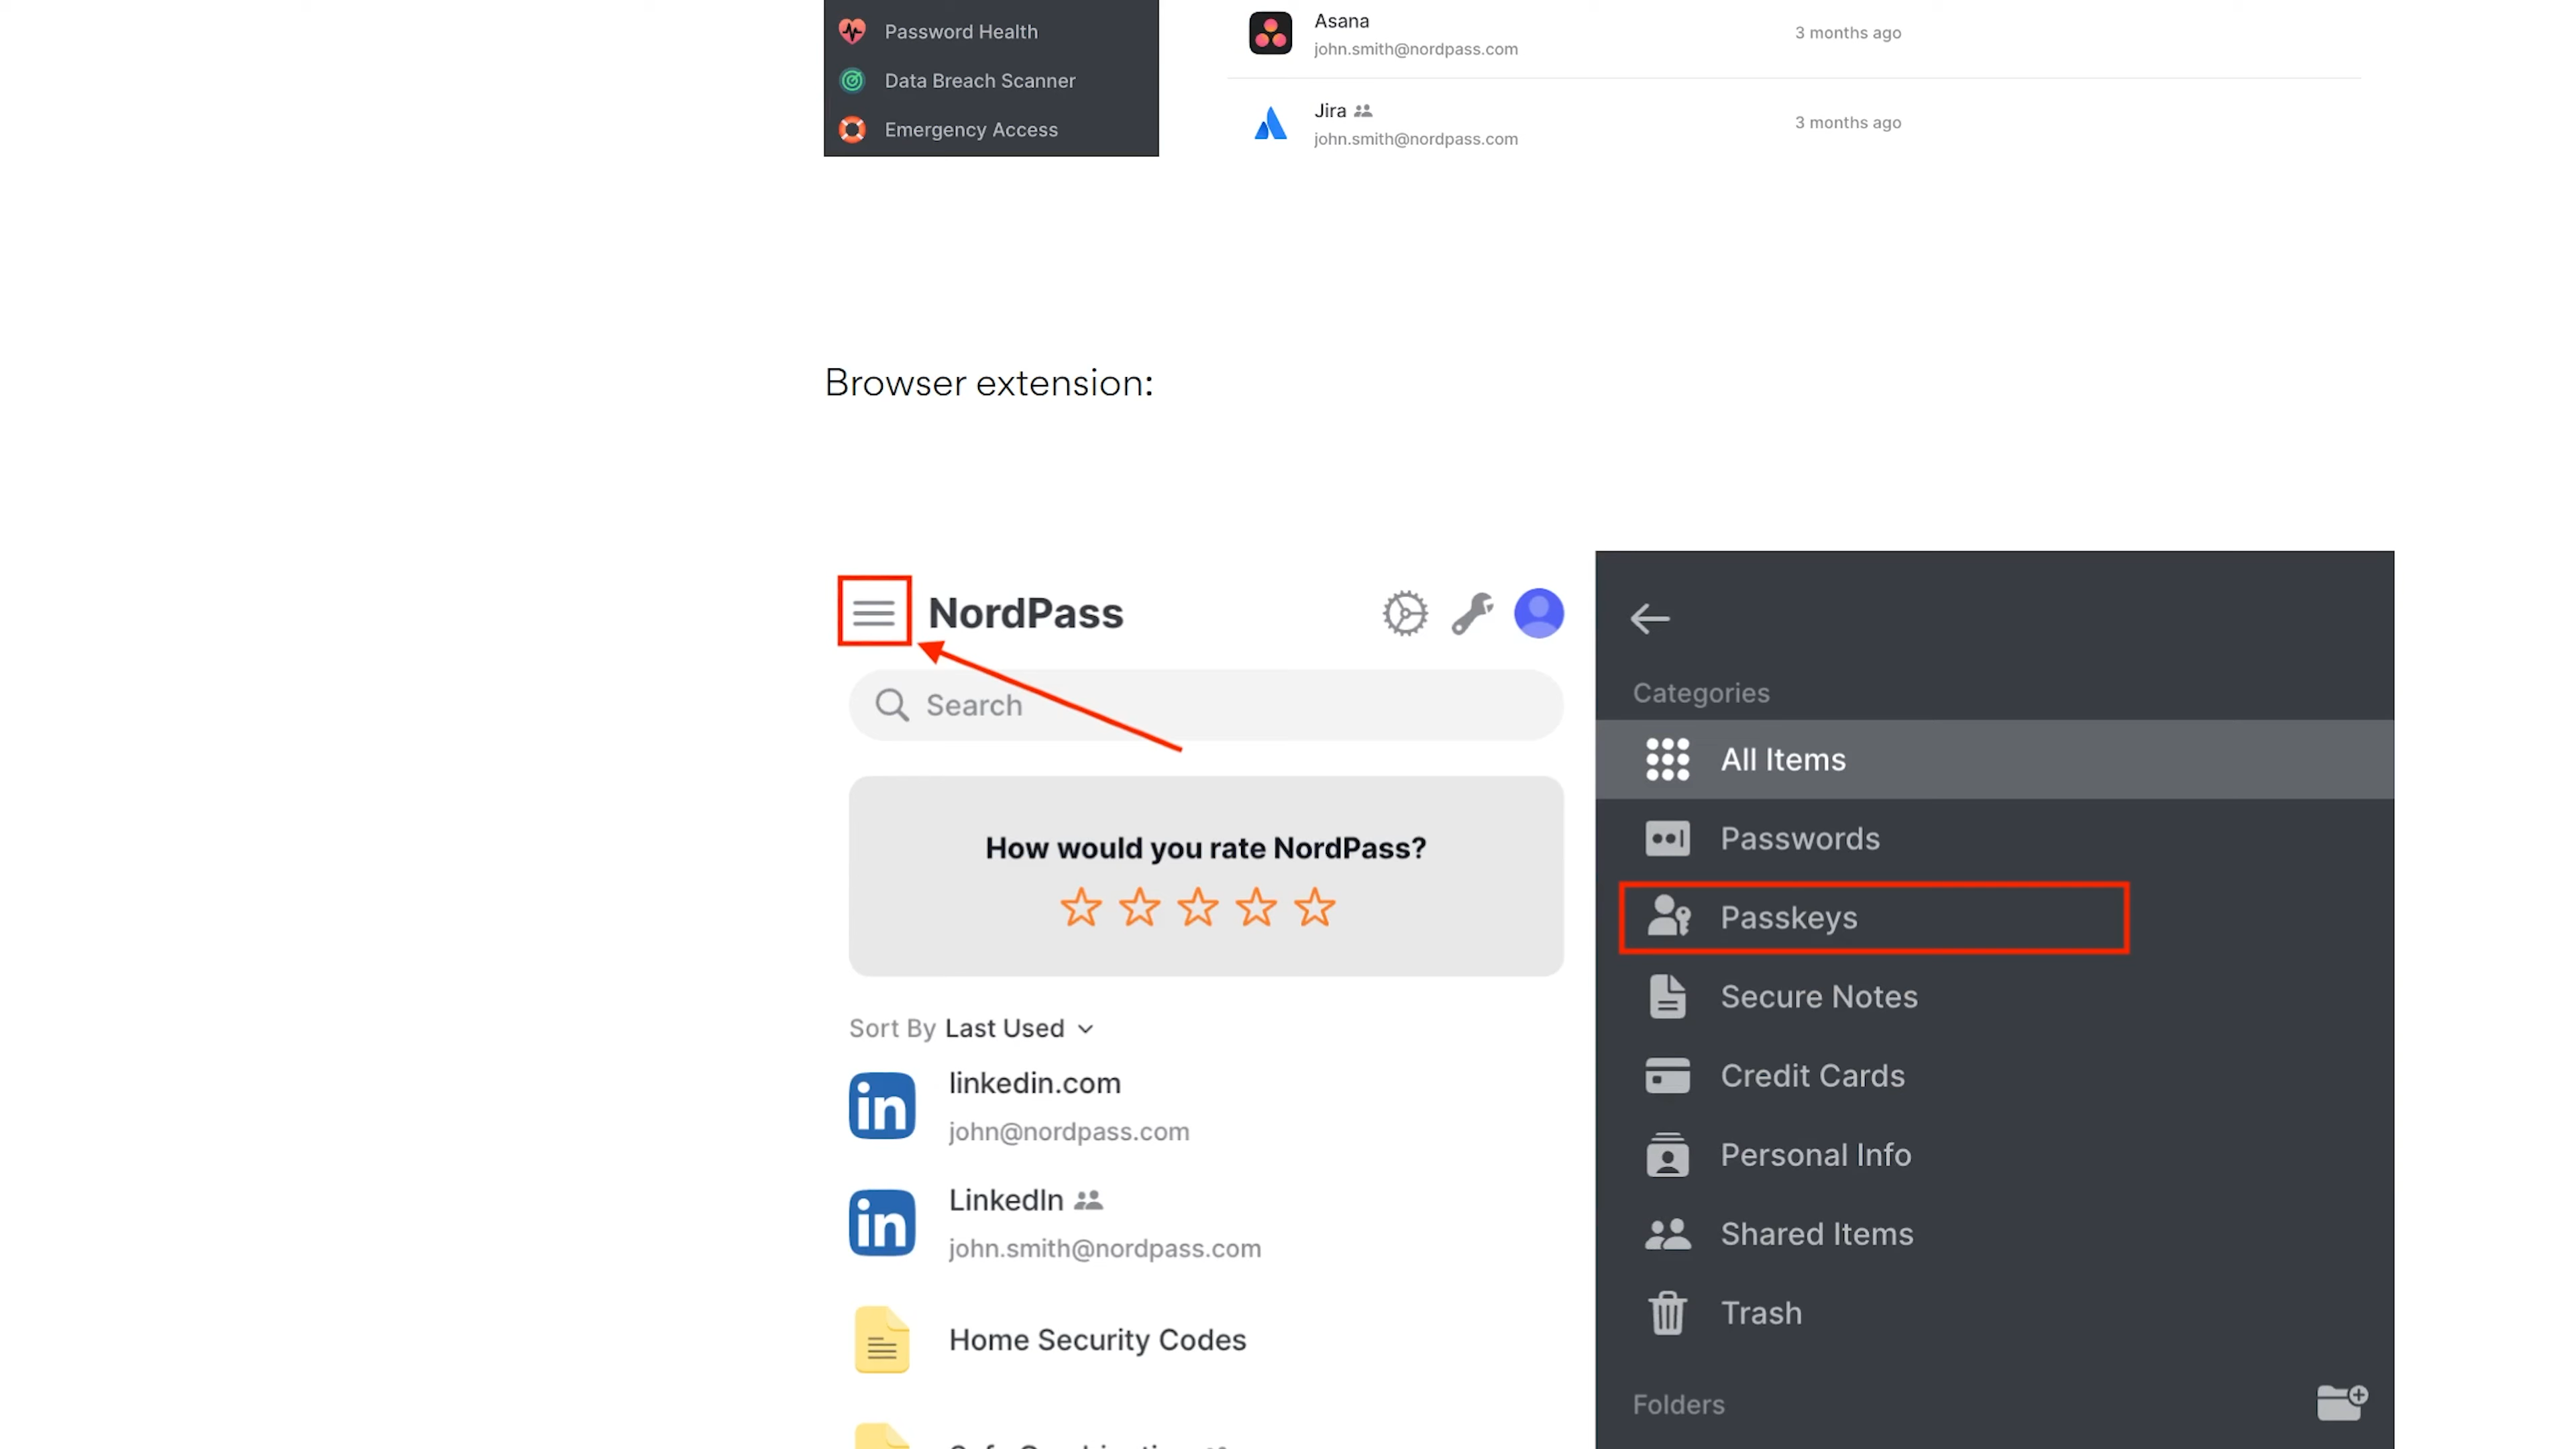 Password Health
Data Breach Scanner
Emergency Access
Asana
john.smith@nordpass.com
3 months ago
Jira
john.smith@nordpass.com
3 months ago
Browser extension:
NordPass
Search
How would you rate NordPass?
Sort By Last Used
linkedin.com
john@nordpass.com
LinkedIn
john.smith@nordpass.com
Home Security Codes
Categories
All Items
Passwords
Passkeys
Secure Notes
Credit Cards
Personal Info
Shared Items
Trash
Folders